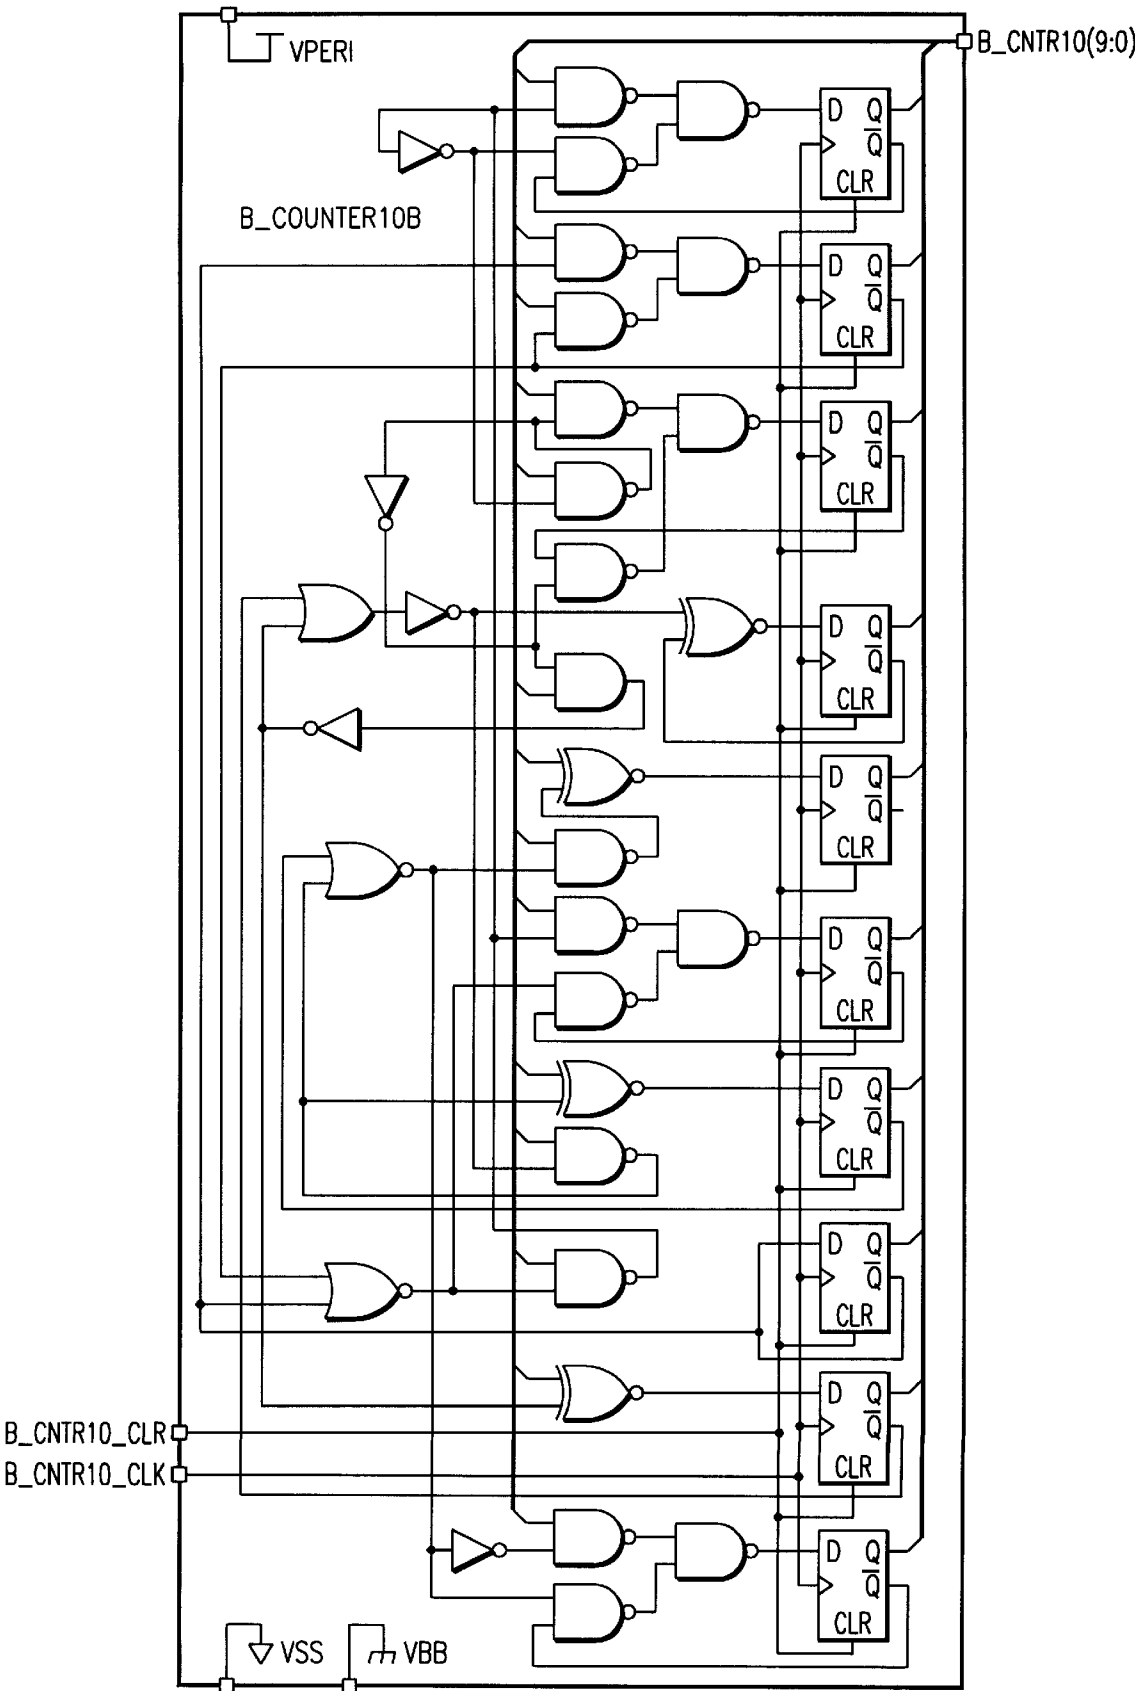 VPERI
B_CNTR10(9:0)
B_COUNTER10B
D Q
Q
CLR
D Q
Q
CLR
D Q
Q
CLR
D Q
Q
CLR
D Q
Q
CLR
D Q
Q
CLR
D Q
Q
CLR
D Q
Q
CLR
D Q
Q
CLR
B_CNTR10_CLR
B_CNTR10_CLK
D Q
Q
CLR
VSS
VBB